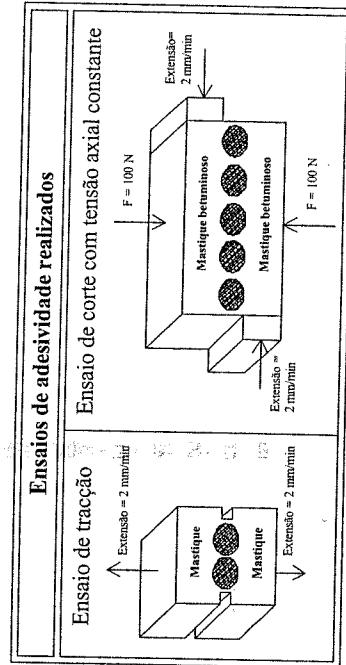 Ensaios de adesividade realizados
Ensaio de tracção
Extensão = 2 mm/min
Mastique
Mastique
Extensão = 2 mm/min
Ensaio de corte com tensão axial constante
F = 100 N
Extensão=
2 mm/min
Mastique betuminoso
Mastique betuminoso
Extensão =
2 mm/min
F = 100 N